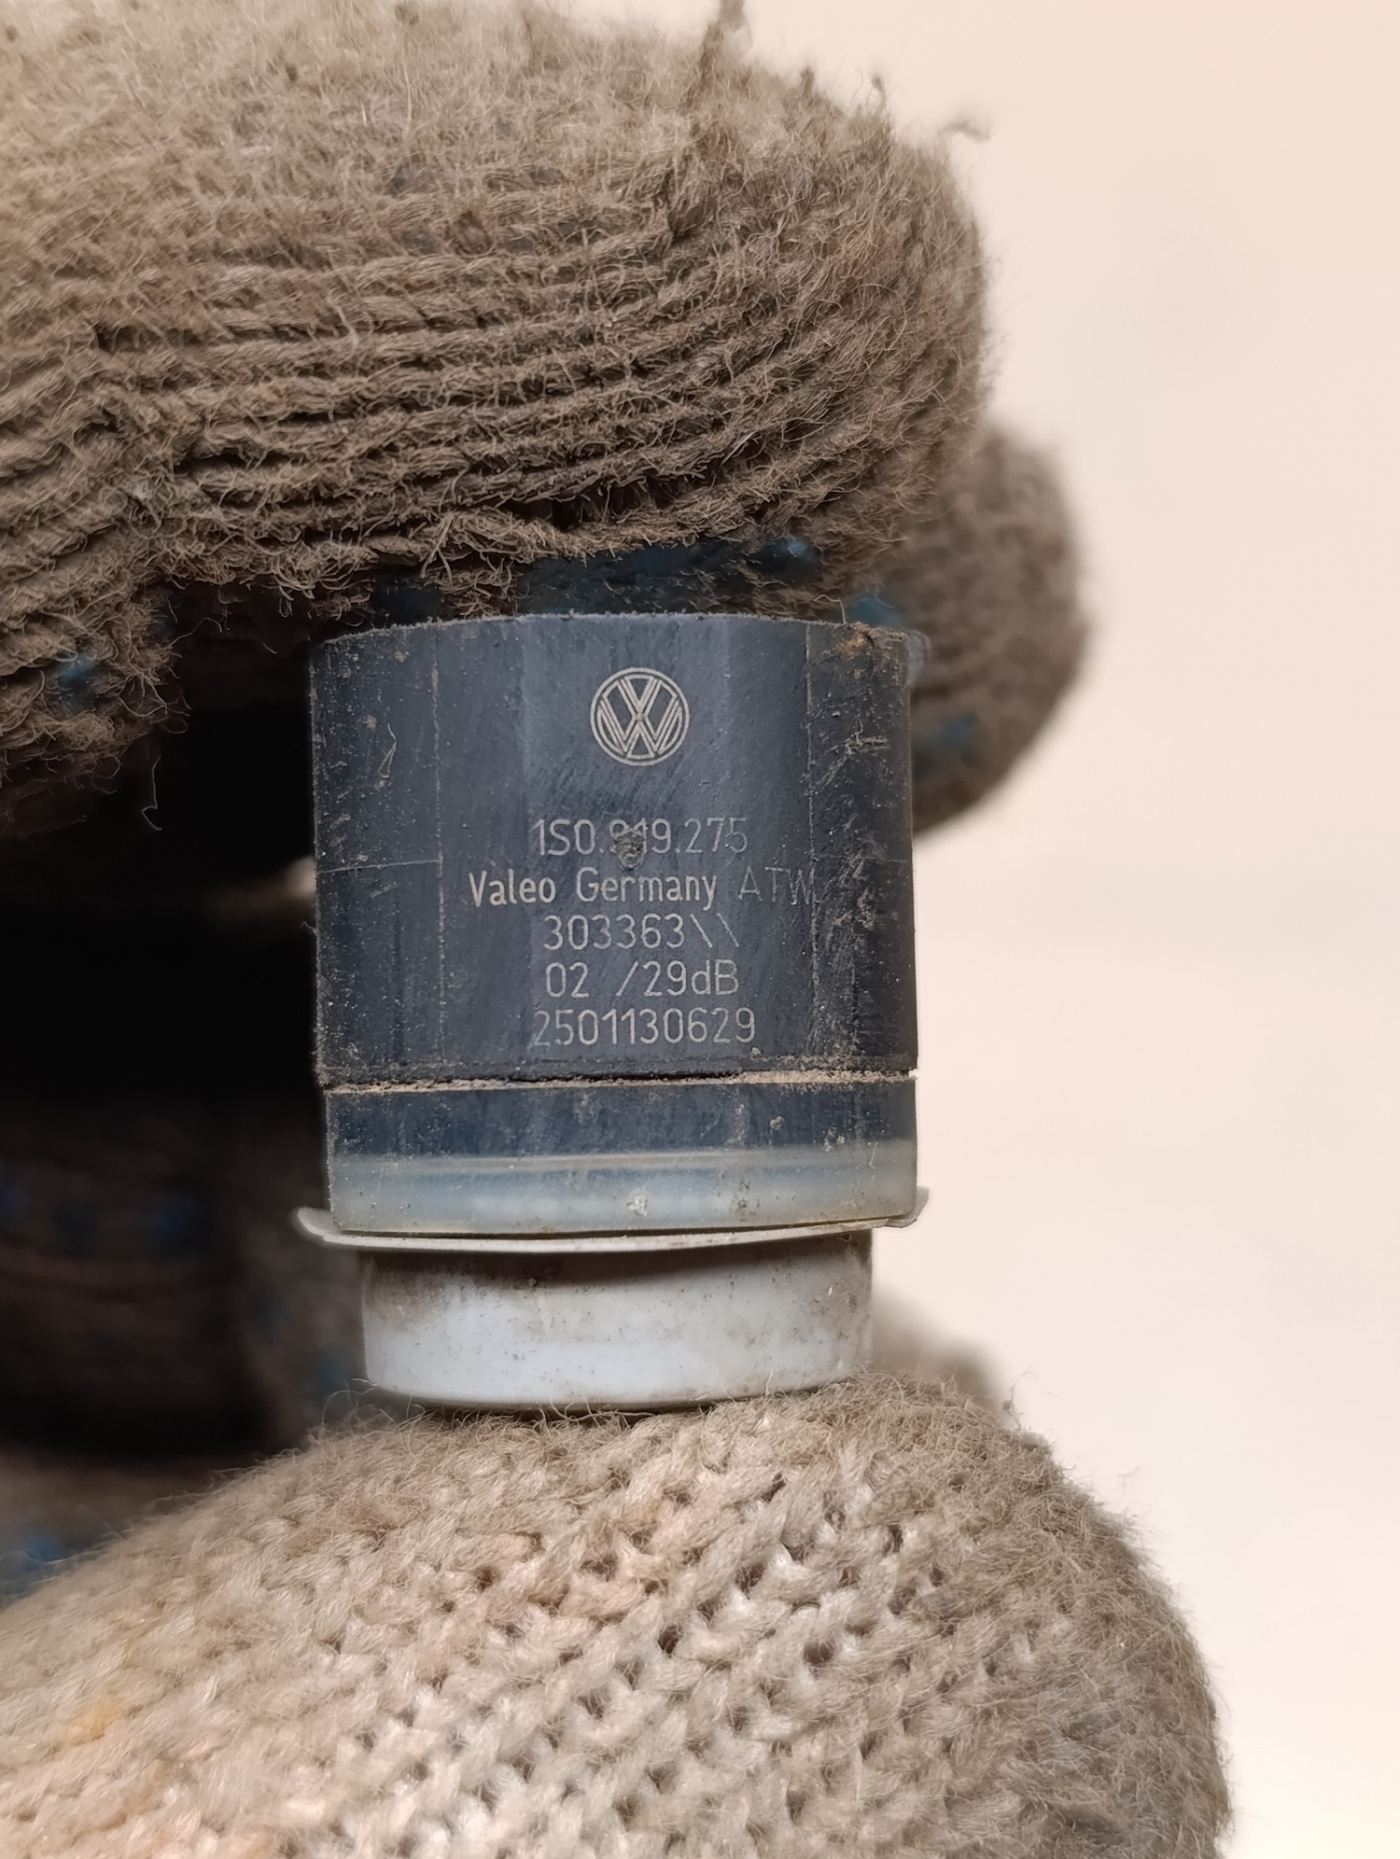 1S0.919.275
Valeo Germany ATW
303363\\
02 /29dB
2501130629